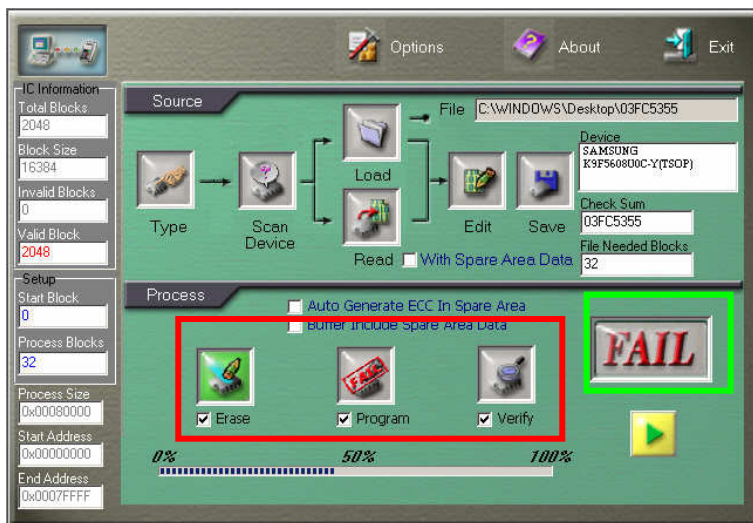 Options
About
Exit
IC Information
Total Blocks
2048
Block Size
16384
Invalid Blocks
0
Valid Block
2048
Setup
Start Block
0
Process Blocks
32
Process Size
0x00080000
Start Address
0x00000000
End Address
0x0007FFFF
Source
File
C:\WINDOWS\Desktop\03FC5355
Type
Scan
Device
Load
Read
With Spare Area Data
Edit
Save
Device
SAMSUNG
K9F5608U0C-Y(TSOP)
Check Sum
03FC5355
File Needed Blocks
32
Process
Auto Generate ECC In Spare Area
Buffer Include Spare Area Data
Erase
FAIL
Program
Verify
FAIL
0% 50% 100%